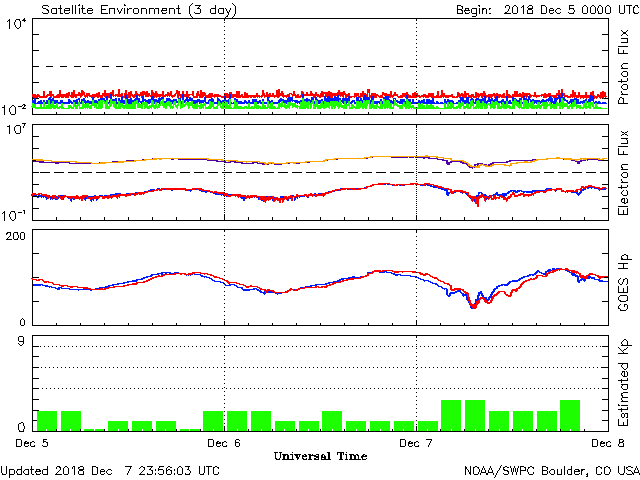 Satellite Environment (3 day) Begin: 2018 Dec 5 0000 UTC
10^4
10^-2
Proton Flux
10^7
10^-1
Electron Flux
200
0
GOES Hp
9
0
Estimated Kp
Dec 5 Dec 6 Dec 7 Dec 8
Universal Time
Updated 2018 Dec 7 23:56:03 UTC NOAA/SWPC Boulder, CO USA